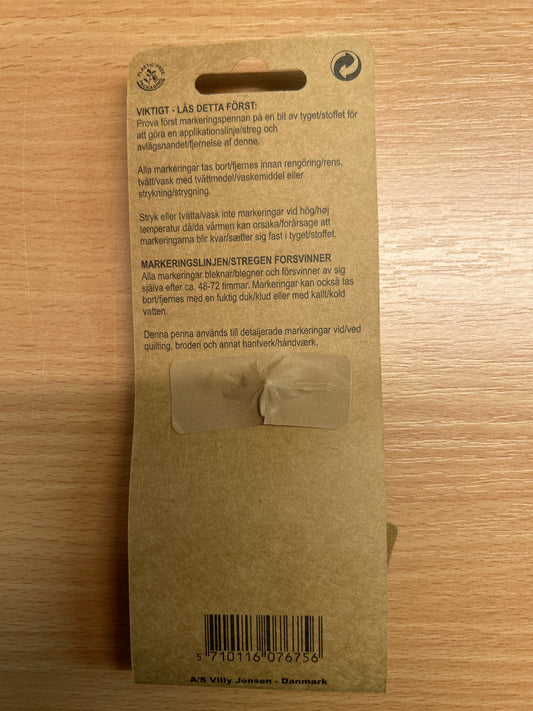 PLASTIC FREE
PACKAGING
VIKTIGT - LÄS DETTA FÖRST:
Prova först markeringspennan på en bit av tyget/stoffet för
att göra en applikationslinje/streg och
avlägsnandet/fjernelse af denne.
Alla markeringar tas bort/fjernes innan rengöring/rens,
tvätt/vask med tvättmedel/vaskemiddel eller
strykning/strygning.
Stryk eller tvätta/vask inte markeringar vid hög/høj
temperatur då/da värmen kan orsaka/forårsage att
markeringarna blir kvar/sætter sig fast i tyget/stoffet.
MARKERINGSLINJEN/STREGEN FORSVINNER
Alla markeringar bleknar/blegner och försvinner av sig
själva efter ca. 48-72 timmar. Markeringar kan också tas
bort/fjernes med en fuktig duk/klud eller med kallt/kold
vatten.
Denna penna används till detaljerade markeringar vid/ved
quilting, broderi och annat hantverk/håndværk.
5 710116 076756
A/S Villy Jensen - Danmark